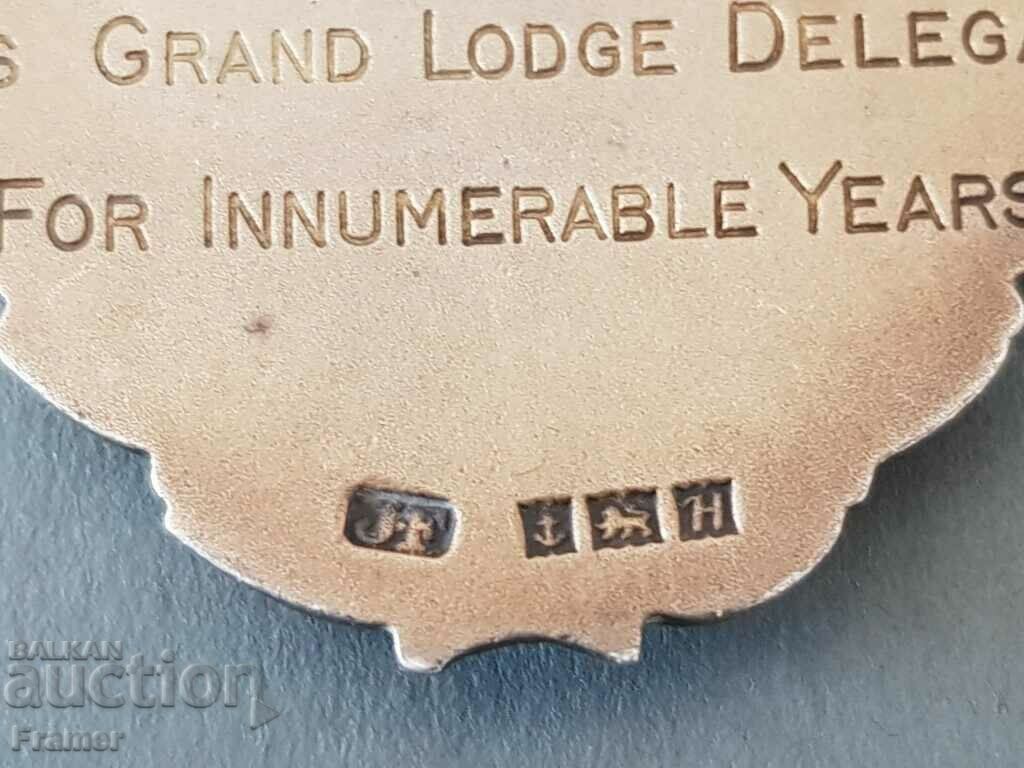 s GRAND LODGE DELEGA
FOR INNUMERABLE YEARS
J.T
H
BALKAN
auction
Framer